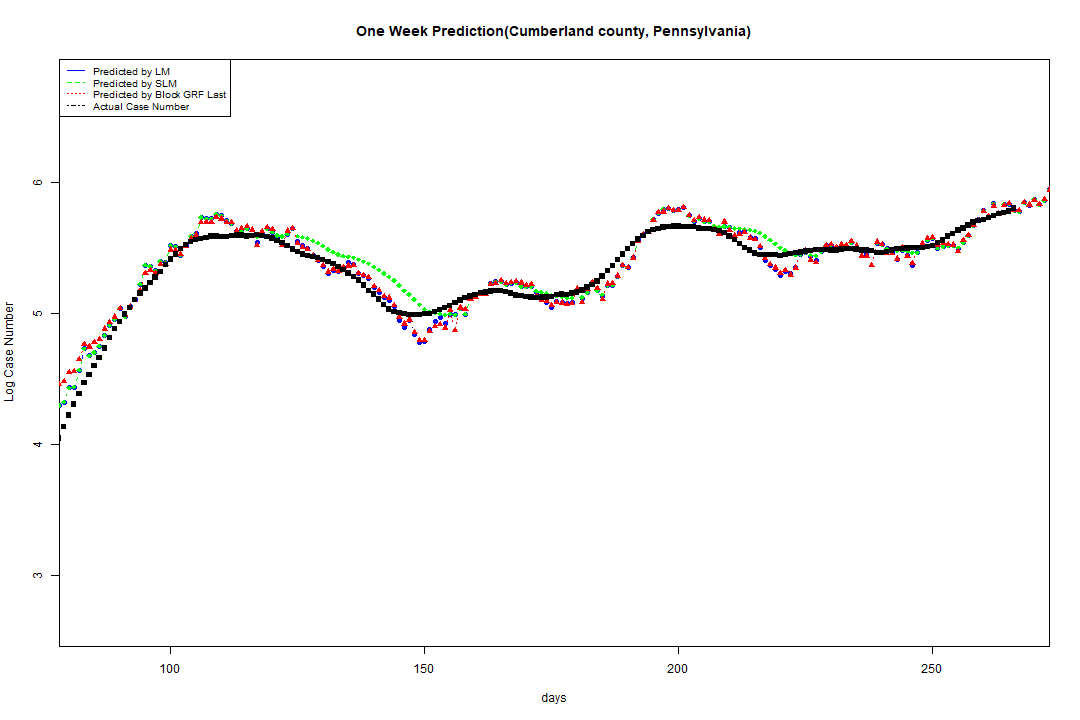 One Week Prediction(Cumberland county, Pennsylvania)
Predicted by LM
Predicted by SLM
Predicted by Block GRF Last
Actual Case Number
6
5
4
3
Log Case Number
100 150 200 250
days